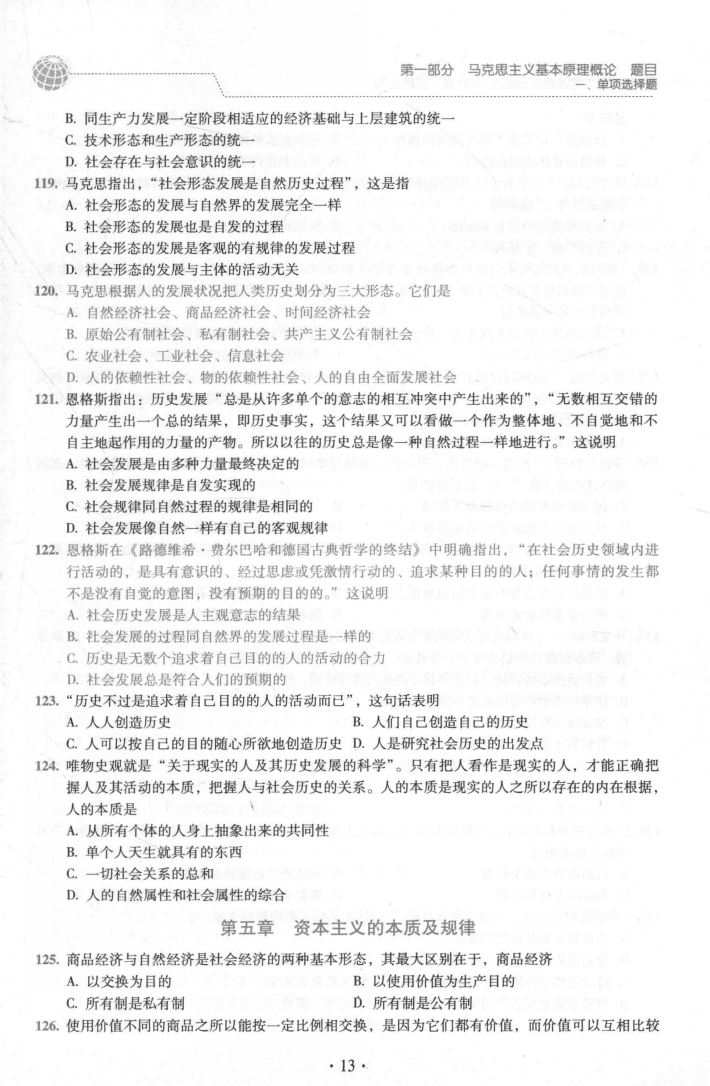 第一部分 马克思主义基本原理概论 题目
一、单项选择题
B. 同生产力发展一定阶段相适应的经济基础与上层建筑的统一
C. 技术形态和生产形态的统一
D. 社会存在与社会意识的统一
119. 马克思指出，“社会形态发展是自然历史过程”，这是指
A. 社会形态的发展与自然界的发展完全一样
B. 社会形态的发展也是自发的过程
C. 社会形态的发展是客观的有规律的发展过程
D. 社会形态的发展与主体的活动无关
120. 马克思根据人的发展状况把人类历史划分为三大形态。它们是
A. 自然经济社会、商品经济社会、时间经济社会
B. 原始公有制社会、私有制社会、共产主义公有制社会
C. 农业社会、工业社会、信息社会
D. 人的依赖性社会、物的依赖性社会、人的自由全面发展社会
121. 恩格斯指出：历史发展“总是从许多单个的意志的相互冲突中产生出来的”，“无数相互交错的
力量产生出一个总的结果，即历史事实，这个结果又可以看做一个作为整体地、不自觉地和不
自主地起作用的力量的产物。所以以往的历史总是像一种自然过程一样地进行。”这说明
A. 社会发展是由多种力量最终决定的
B. 社会发展规律是自发实现的
C. 社会规律同自然过程的规律是相同的
D. 社会发展像自然一样有自己的客观规律
122. 恩格斯在《路德维希·费尔巴哈和德国古典哲学的终结》中明确指出，“在社会历史领域内进
行活动的，是具有意识的、经过思虑或凭激情行动的、追求某种目的的人；任何事情的发生都
不是没有自觉的意图，没有预期的目的的。”这说明
A. 社会历史发展是人主观意志的结果
B. 社会发展的过程同自然界的发展过程是一样的
C. 历史是无数个追求着自己目的的人的活动的合力
D. 社会发展总是符合人们的预期的
123. “历史不过是追求着自己目的的人的活动而已”，这句话表明
A. 人人创造历史 B. 人们自己创造自己的历史
C. 人可以按自己的目的随心所欲地创造历史 D. 人是研究社会历史的出发点
124. 唯物史观就是“关于现实的人及其历史发展的科学”。只有把人看作是现实的人，才能正确把
握人及其活动的本质，把握人与社会历史的关系。人的本质是现实的人之所以存在的内在根据，
人的本质是
A. 从所有个体的人身上抽象出来的共同性
B. 单个人天生就具有的东西
C. 一切社会关系的总和
D. 人的自然属性和社会属性的综合
第五章 资本主义的本质及规律
125. 商品经济与自然经济是社会经济的两种基本形态，其最大区别在于，商品经济
A. 以交换为目的 B. 以使用价值为生产目的
C. 所有制是私有制 D. 所有制是公有制
126. 使用价值不同的商品之所以能按一定比例相交换，是因为它们都有价值，而价值可以互相比较
· 13 ·